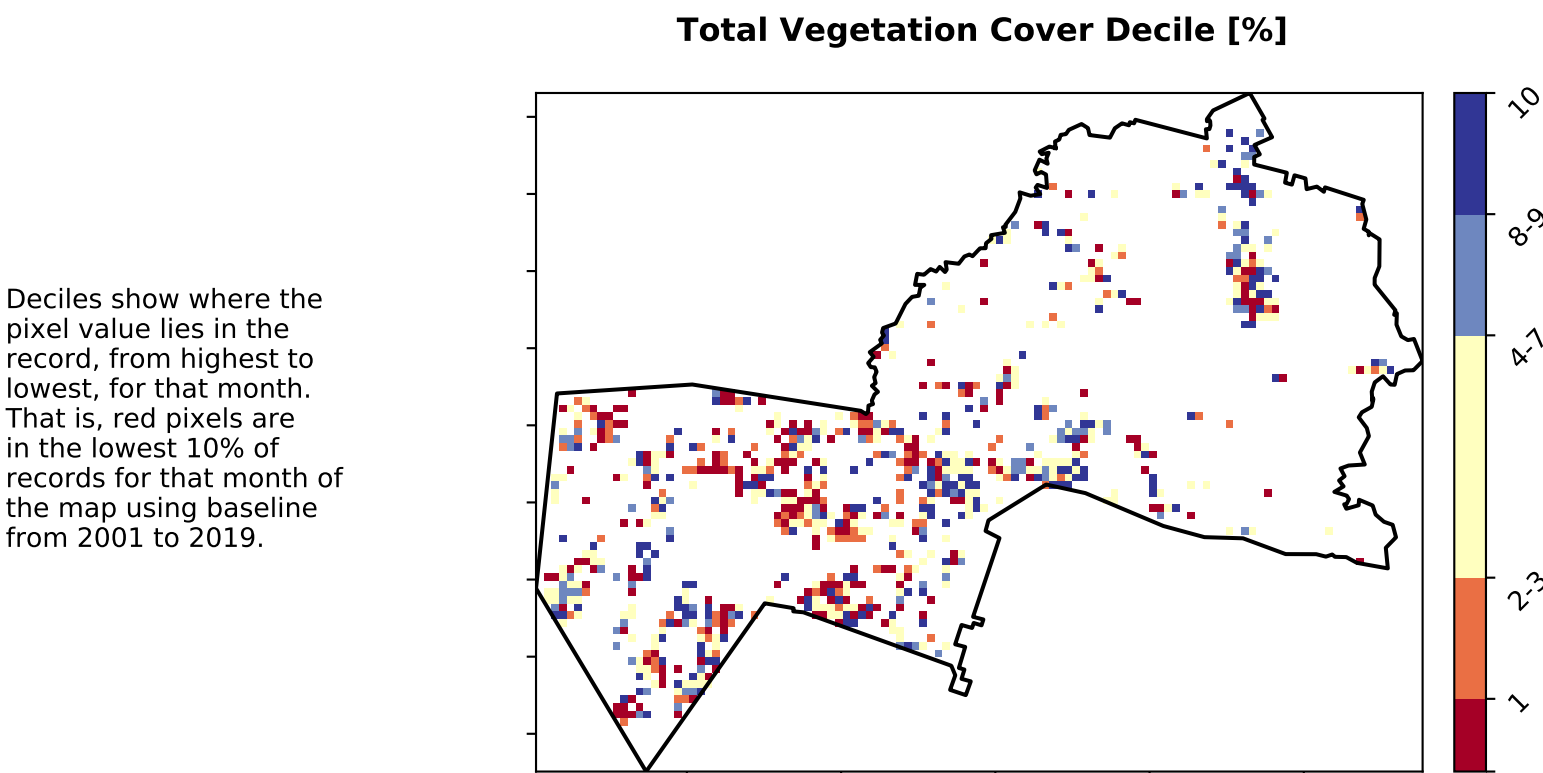 Total Vegetation Cover Decile [%]
Deciles show where the
pixel value lies in the
record, from highest to
lowest, for that month.
That is, red pixels are
in the lowest 10% of
records for that month of
the map using baseline
from 2001 to 2019.
10
8-9
4-7
2-3
1